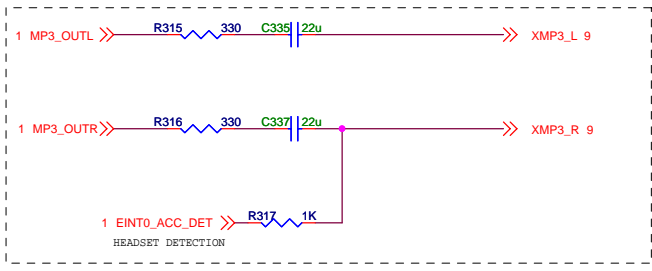 R315 330 C335 22u
1 MP3_OUTL XMP3_L 9
R316 330 C337 22u
1 MP3_OUTR XMP3_R 9
R317 1K
1 EINT0_ACC_DET
HEADSET DETECTION